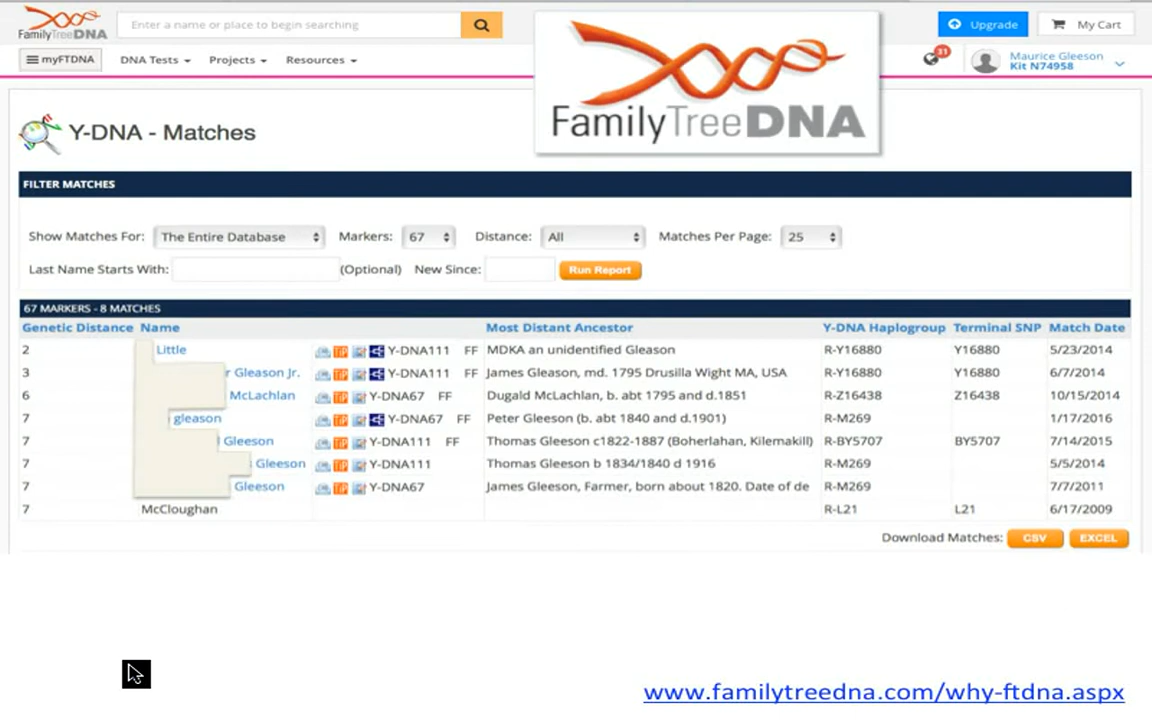 FamilyTreeDNA
Enter a name or place to begin searching
Upgrade
My Cart
myFTDNA
DNA Tests
Projects
Resources
31
Maurice Gleeson
Kit N74958
FamilyTreeDNA
Y-DNA - Matches
FILTER MATCHES
Show Matches For: The Entire Database Markers: 67 Distance: All Matches Per Page: 25
Last Name Starts With: (Optional) New Since: Run Report
67 MARKERS - 8 MATCHES
Genetic Distance Name Most Distant Ancestor Y-DNA Haplogroup Terminal SNP Match Date
2 Little TiP Y-DNA111 FF MDKA an unidentified Gleason R-Y16880 Y16880 5/23/2014
3 r Gleason Jr. TiP Y-DNA111 FF James Gleason, md. 1795 Drusilla Wight MA, USA R-Y16880 Y16880 6/7/2014
6 McLachlan TiP Y-DNA67 FF Dugald McLachlan, b. abt 1795 and d.1851 R-Z16438 Z16438 10/15/2014
7 gleason TiP Y-DNA67 FF Peter Gleeson (b. abt 1840 and d.1901) R-M269 1/17/2016
7 Gleeson TiP Y-DNA111 FF Thomas Gleeson c1822-1887 (Boherlahan, Kilemakill) R-BY5707 BY5707 7/14/2015
7 Gleeson TiP Y-DNA111 Thomas Gleeson b 1834/1840 d 1916 R-M269 5/5/2014
7 Gleeson TiP Y-DNA67 James Gleeson, Farmer, born about 1820. Date of de R-M269 7/7/2011
7 McCloughan R-L21 L21 6/17/2009
Download Matches: CSV EXCEL
www.familytreedna.com/why-ftdna.aspx